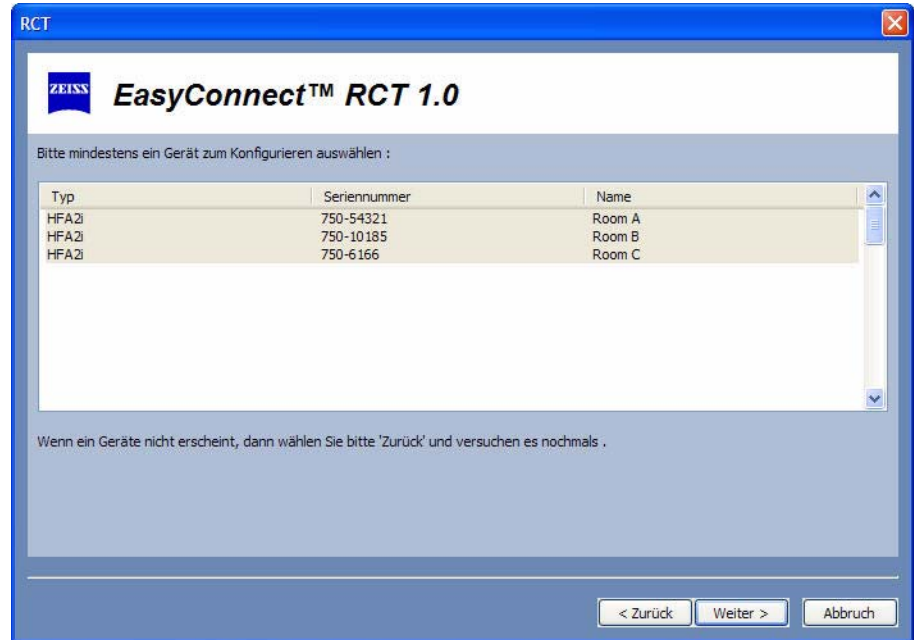 RCT
ZEISS
EasyConnect™ RCT 1.0
Bitte mindestens ein Gerät zum Konfigurieren auswählen :
Typ Seriennummer Name
HFA2i 750-54321 Room A
HFA2i 750-10185 Room B
HFA2i 750-6166 Room C
Wenn ein Geräte nicht erscheint, dann wählen Sie bitte 'Zurück' und versuchen es nochmals .
< Zurück Weiter > Abbruch